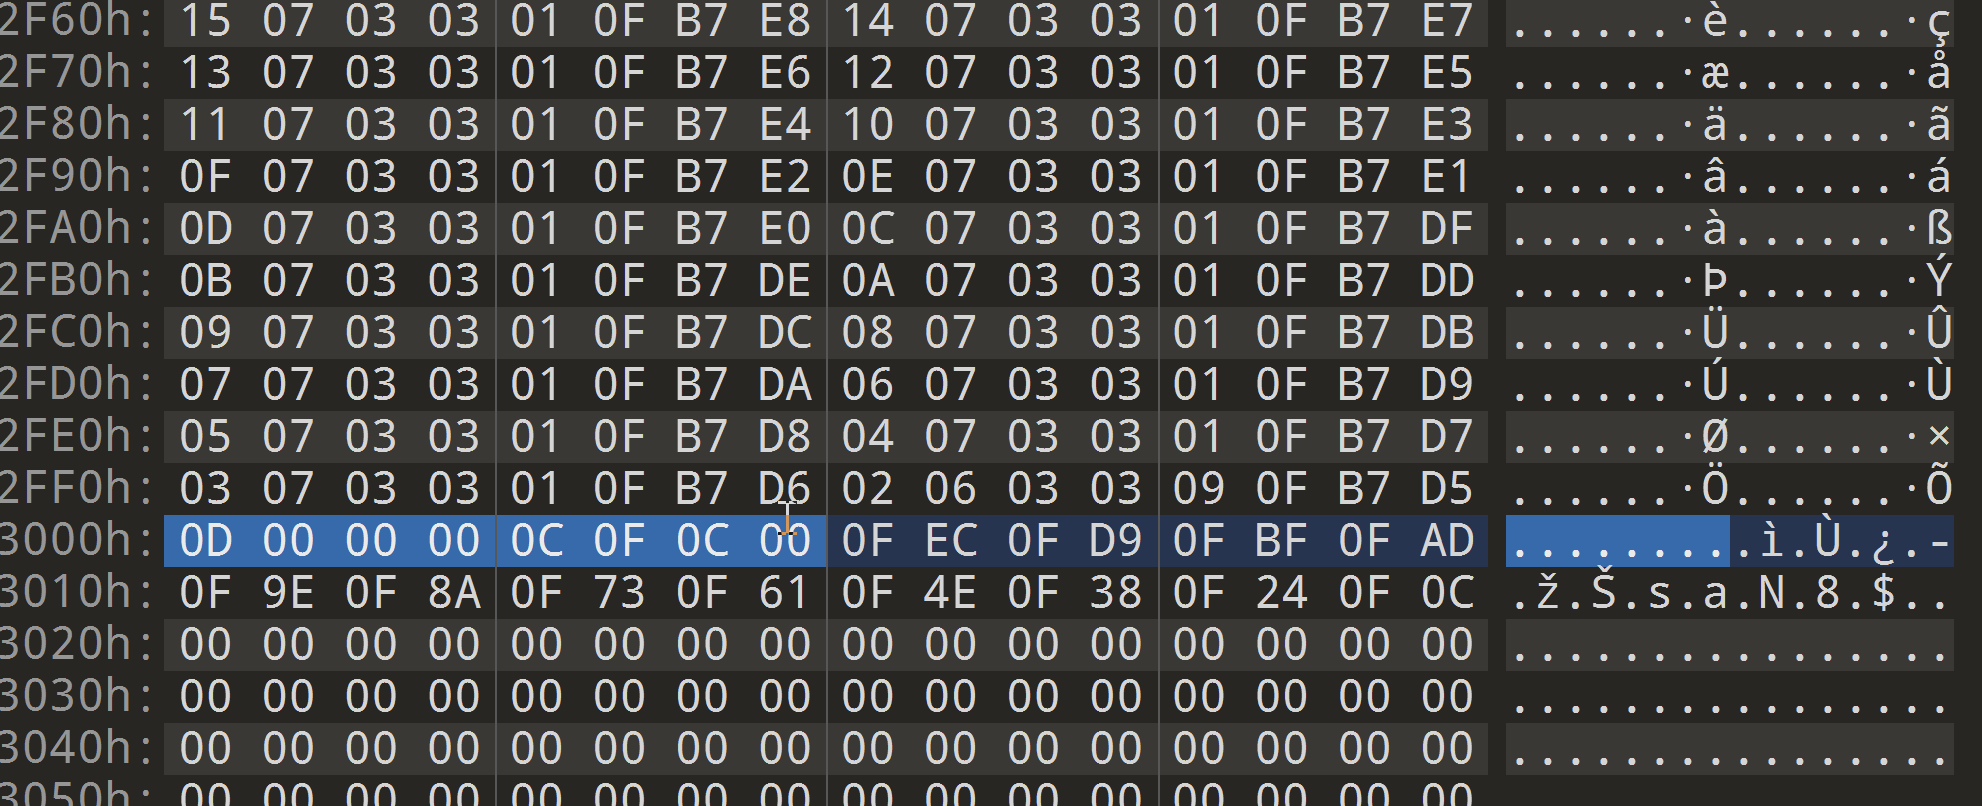 2F60h: 15 07 03 03 01 0F B7 E8 14 07 03 03 01 0F B7 E7 ......·è......·ç
2F70h: 13 07 03 03 01 0F B7 E6 12 07 03 03 01 0F B7 E5 ......·æ......·å
2F80h: 11 07 03 03 01 0F B7 E4 10 07 03 03 01 0F B7 E3 ......·ä......·ã
2F90h: 0F 07 03 03 01 0F B7 E2 0E 07 03 03 01 0F B7 E1 ......·â......·á
2FA0h: 0D 07 03 03 01 0F B7 E0 0C 07 03 03 01 0F B7 DF ......·à......·ß
2FB0h: 0B 07 03 03 01 0F B7 DE 0A 07 03 03 01 0F B7 DD ......·Þ......·Ý
2FC0h: 09 07 03 03 01 0F B7 DC 08 07 03 03 01 0F B7 DB ......·Ü......·Û
2FD0h: 07 07 03 03 01 0F B7 DA 06 07 03 03 01 0F B7 D9 ......·Ú......·Ù
2FE0h: 05 07 03 03 01 0F B7 D8 04 07 03 03 01 0F B7 D7 ......·Ø......·×
2FF0h: 03 07 03 03 01 0F B7 D6 02 06 03 03 09 0F B7 D5 ......·Ö......·Õ
3000h: 0D 00 00 00 0C 0F 0C 00 0F EC 0F D9 0F BF 0F AD .........ì.Ù.¿.-
3010h: 0F 9E 0F 8A 0F 73 0F 61 0F 4E 0F 38 0F 24 0F 0C .ž.Š.s.a.N.8.$..
3020h: 00 00 00 00 00 00 00 00 00 00 00 00 00 00 00 00 ................
3030h: 00 00 00 00 00 00 00 00 00 00 00 00 00 00 00 00 ................
3040h: 00 00 00 00 00 00 00 00 00 00 00 00 00 00 00 00 ................
3050h: 00 00 00 00 00 00 00 00 00 00 00 00 00 00 00 00